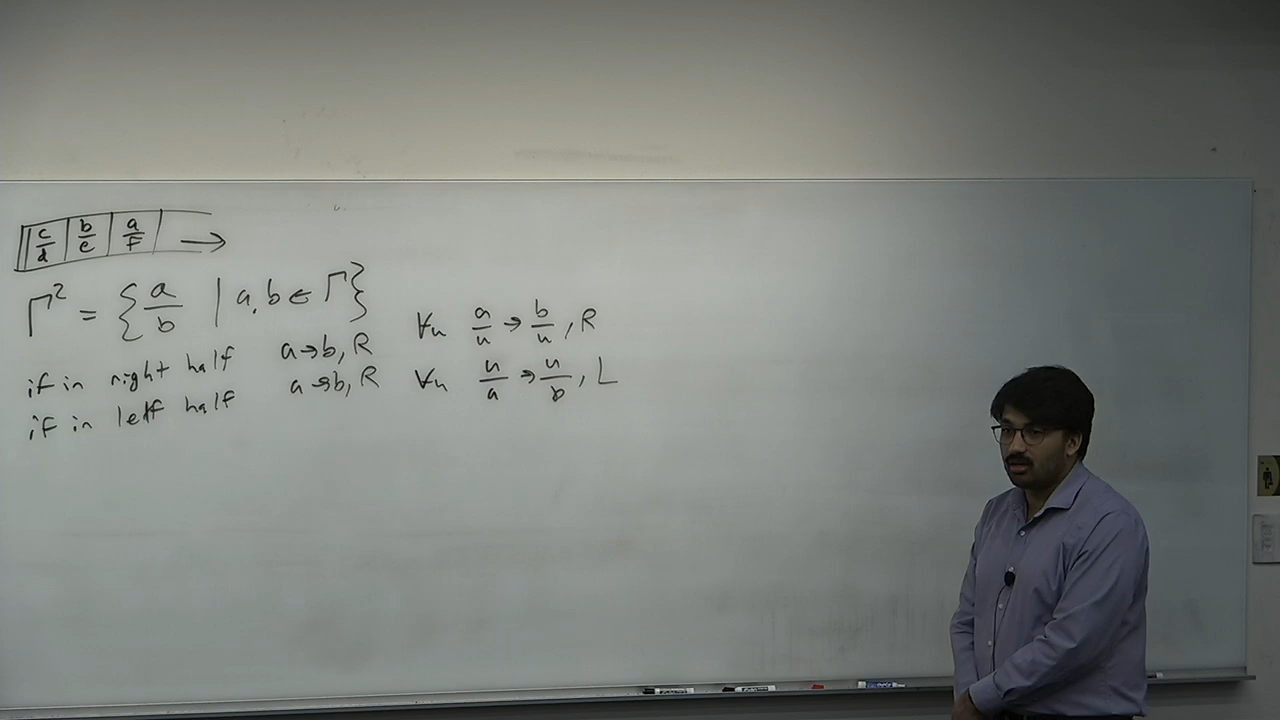 c/d | b/e | a/F →
Γ² = { a/b | a, b ∈ Γ }
if in right half a→b, R ∀u a/u → b/u, R
if in left half a→b, R ∀u u/a → u/b, L